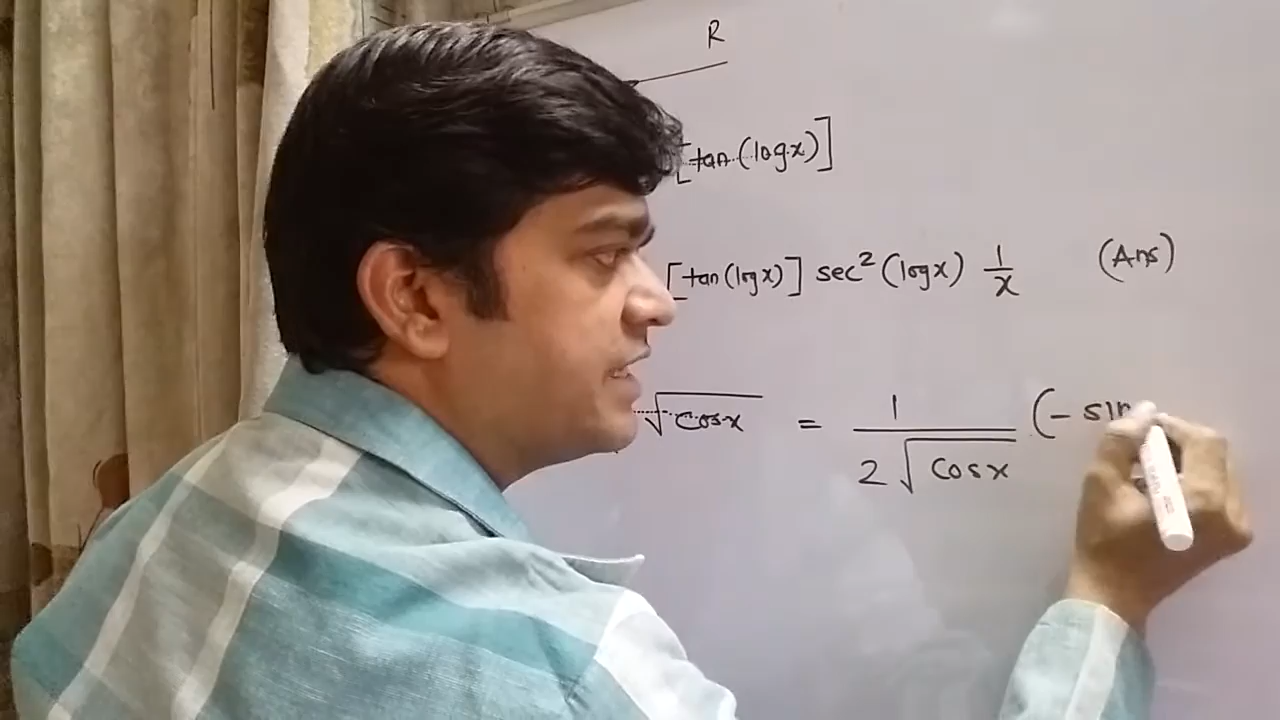 R
[tan (log x)]
[tan (log x)] sec² (log x) 1/x (Ans)
√cos x = 1/(2√cos x) (- sin